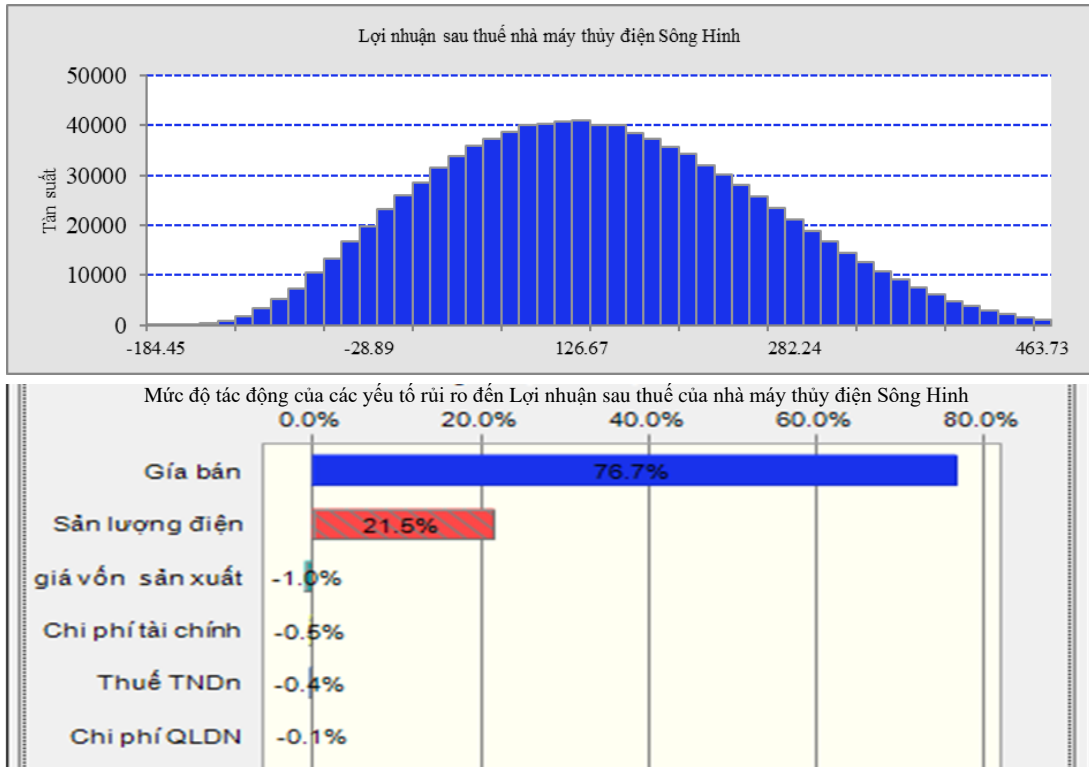 Lợi nhuận sau thuế nhà máy thủy điện Sông Hinh
50000
40000
30000
20000
10000
0
Tần suất
-184.45 -28.89 126.67 282.24 463.73
Mức độ tác động của các yếu tố rủi ro đến Lợi nhuận sau thuế của nhà máy thủy điện Sông Hinh
0.0% 20.0% 40.0% 60.0% 80.0%
Gía bán 76.7%
Sản lượng điện 21.5%
giá vốn sản xuất -1.0%
Chi phí tài chính -0.5%
Thuế TNDn -0.4%
Chi phí QLDN -0.1%